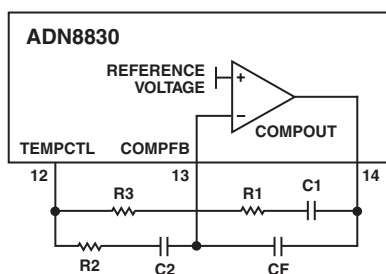 ADN8830
REFERENCE
VOLTAGE
+
−
COMPOUT
TEMPCTL COMPFB
12 13 14
R3 R1 C1
R2 C2 CF